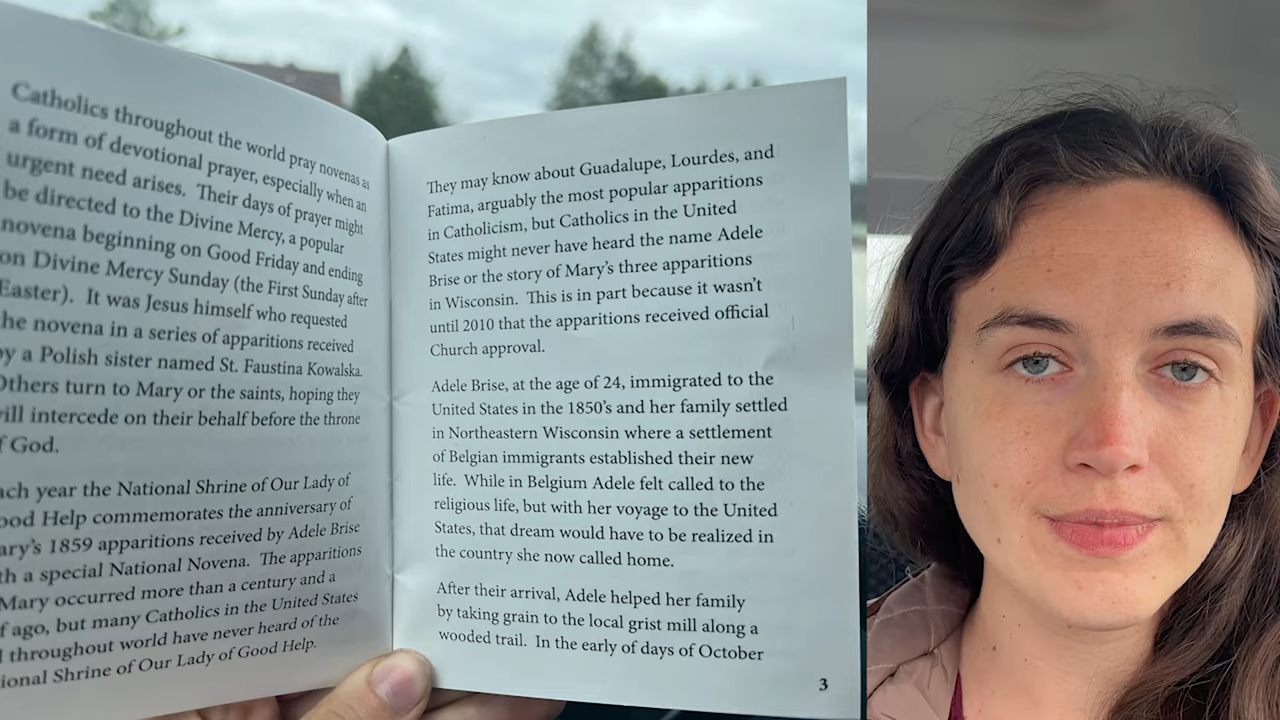 Catholics throughout the world pray novenas as
a form of devotional prayer, especially when an
urgent need arises. Their days of prayer might
be directed to the Divine Mercy, a popular
novena beginning on Good Friday and ending
on Divine Mercy Sunday (the First Sunday after
Easter). It was Jesus himself who requested
he novena in a series of apparitions received
by a Polish sister named St. Faustina Kowalska.
Others turn to Mary or the saints, hoping they
ill intercede on their behalf before the throne
f God.
ach year the National Shrine of Our Lady of
ood Help commemorates the anniversary of
ary's 1859 apparitions received by Adele Brise
th a special National Novena. The apparitions
Mary occurred more than a century and a
f ago, but many Catholics in the United States
throughout world have never heard of the
ional Shrine of Our Lady of Good Help.
They may know about Guadalupe, Lourdes, and
Fatima, arguably the most popular apparitions
in Catholicism, but Catholics in the United
States might never have heard the name Adele
Brise or the story of Mary's three apparitions
in Wisconsin. This is in part because it wasn't
until 2010 that the apparitions received official
Church approval.
Adele Brise, at the age of 24, immigrated to the
United States in the 1850's and her family settled
in Northeastern Wisconsin where a settlement
of Belgian immigrants established their new
life. While in Belgium Adele felt called to the
religious life, but with her voyage to the United
States, that dream would have to be realized in
the country she now called home.
After their arrival, Adele helped her family
by taking grain to the local grist mill along a
wooded trail. In the early of days of October
3